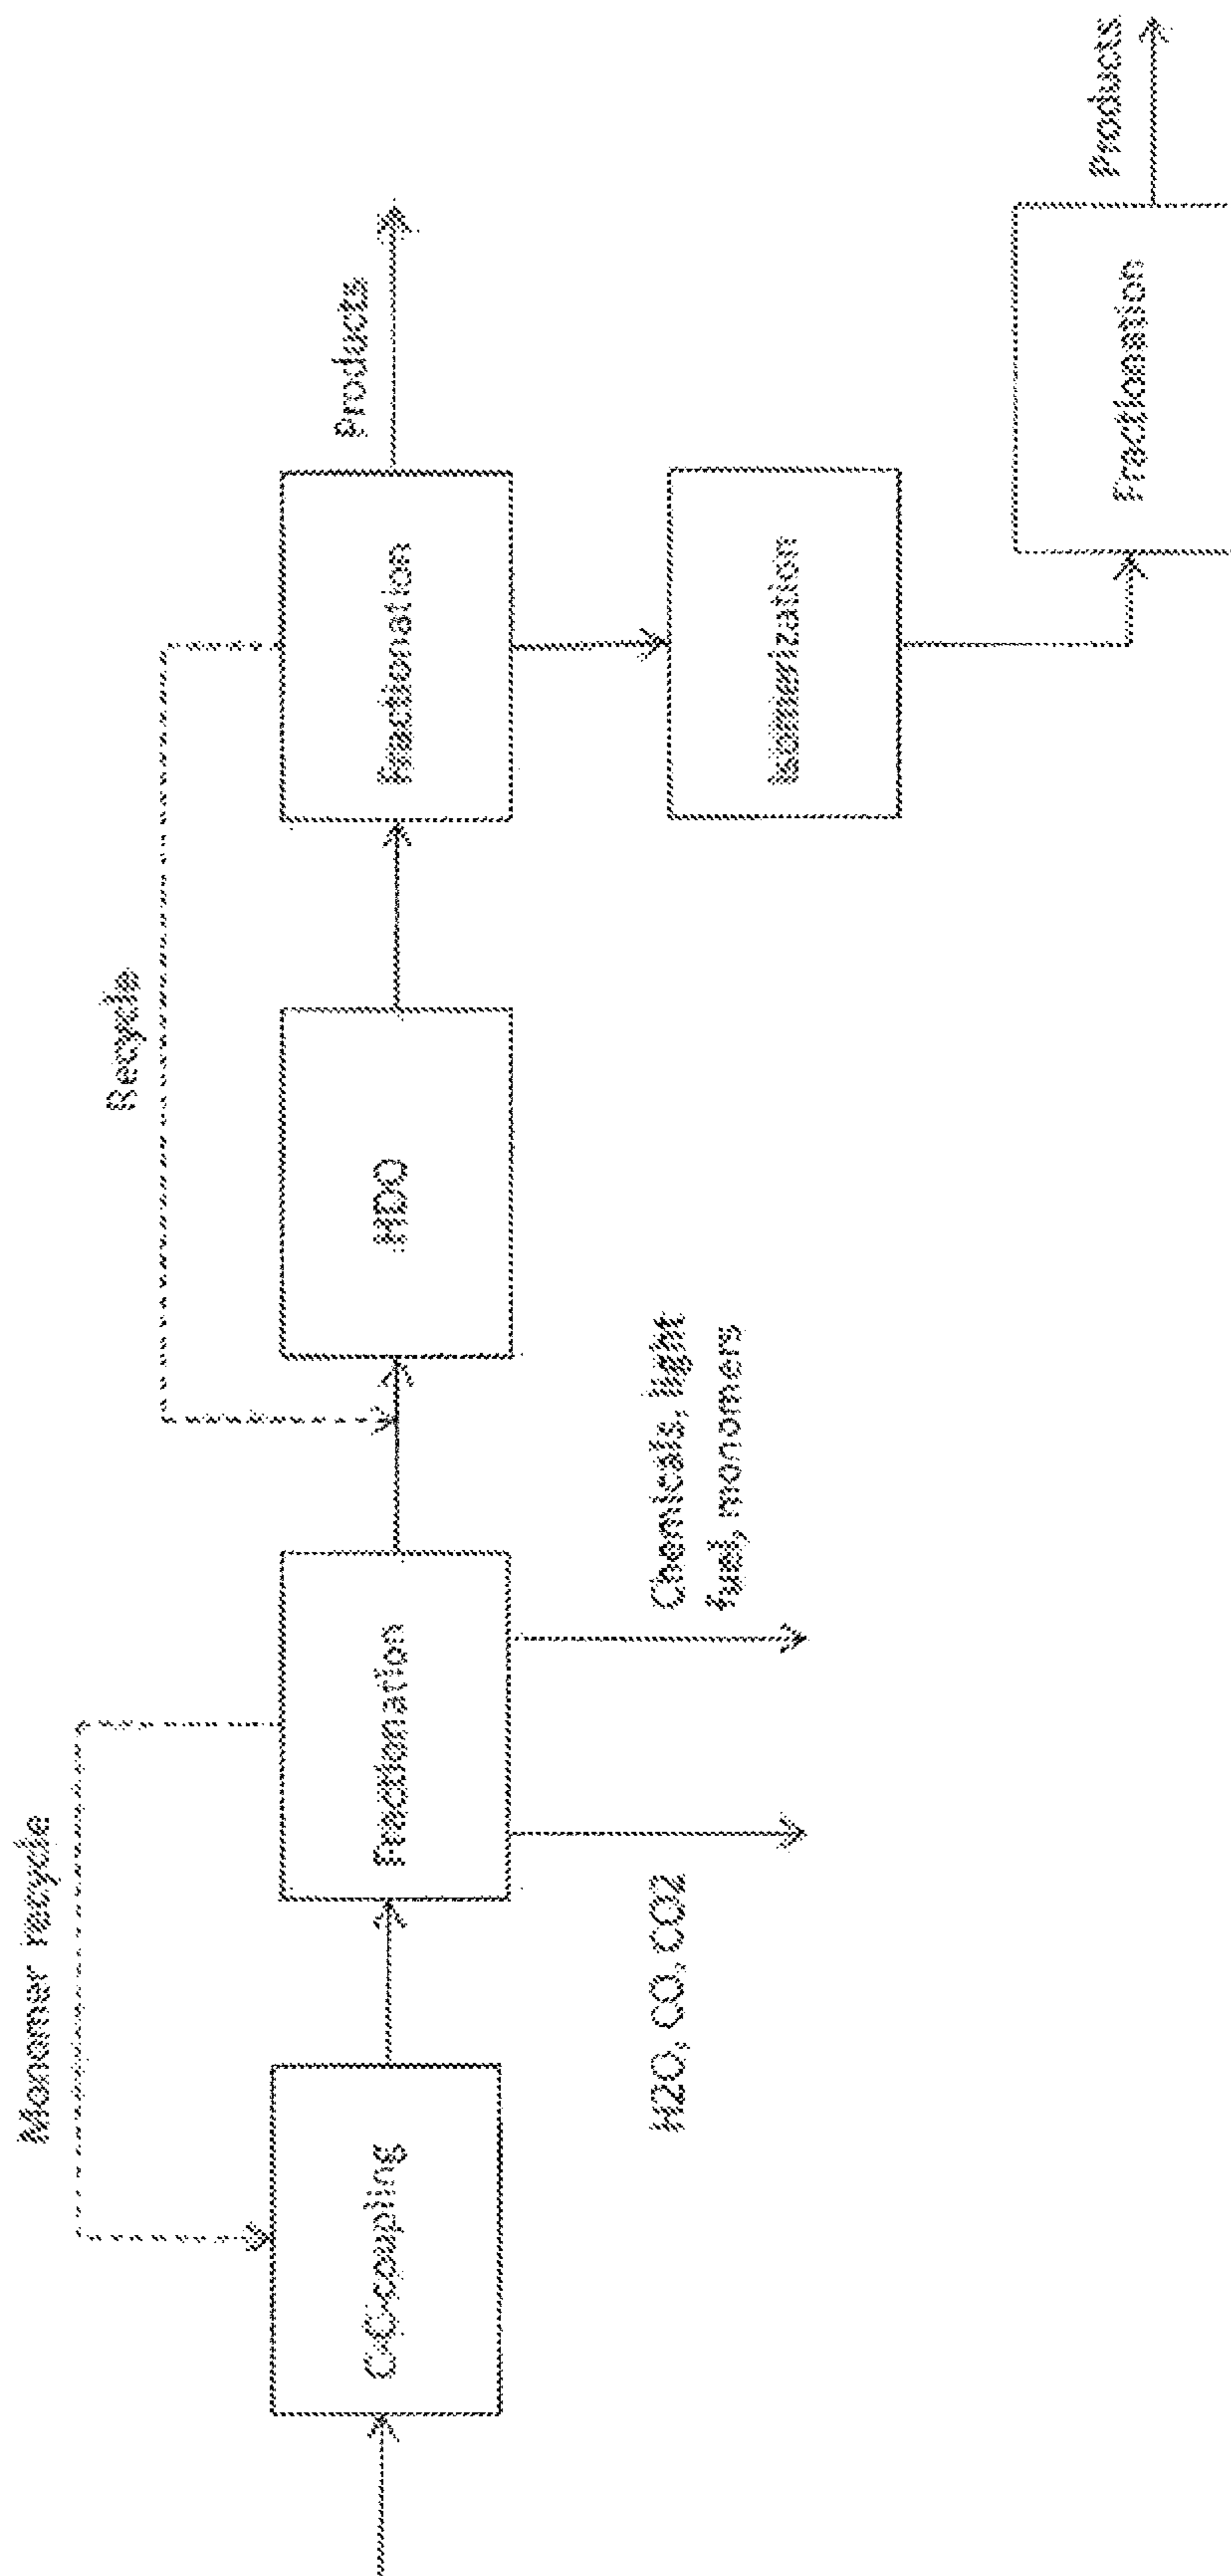 Monomer recycle
Recycle
C-C-coupling
Fractionation
HDO
Fractionation
Products
H2O, CO, CO2
Chemicals, light
fuel, monomers
Isomerization
Fractionation
Products